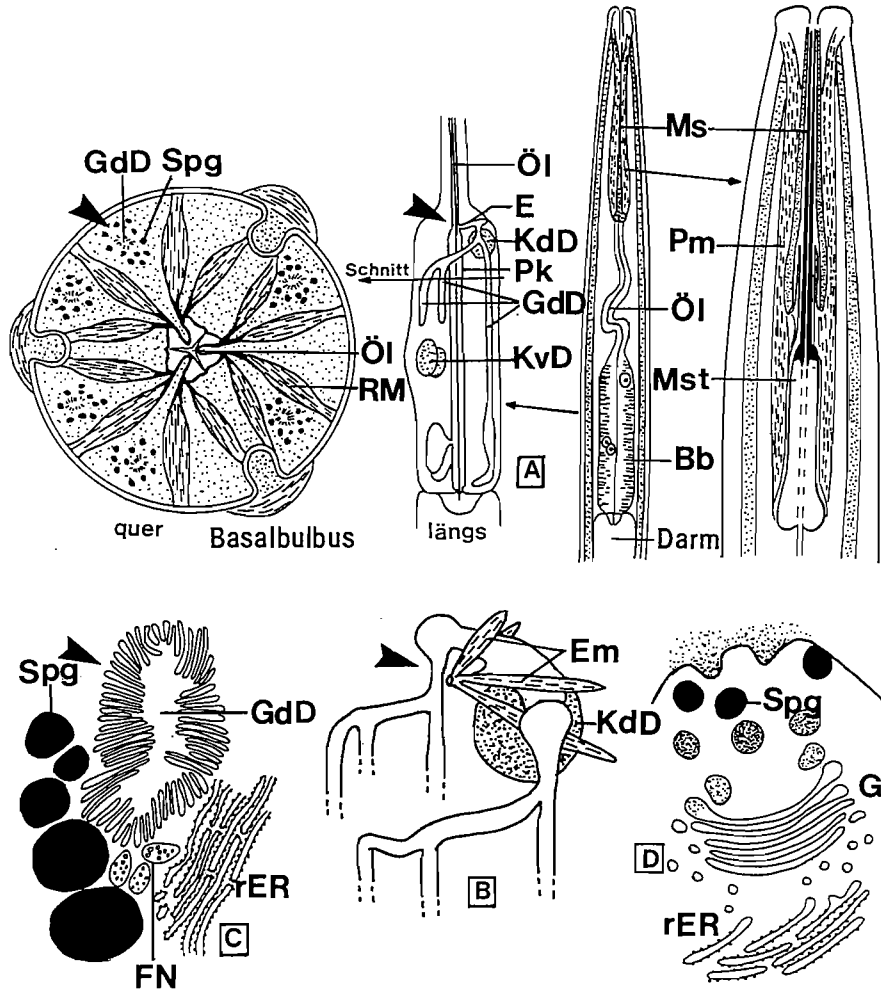 GdD Spg
Öl
RM
quer
Basalbulbus
Öl
E
KdD
Schnitt
Pk
GdD
KvD
A
längs
Ms
Pm
Öl
Mst
Bb
Darm
Spg
GdD
rER
C
FN
Em
KdD
B
Spg
G
D
rER